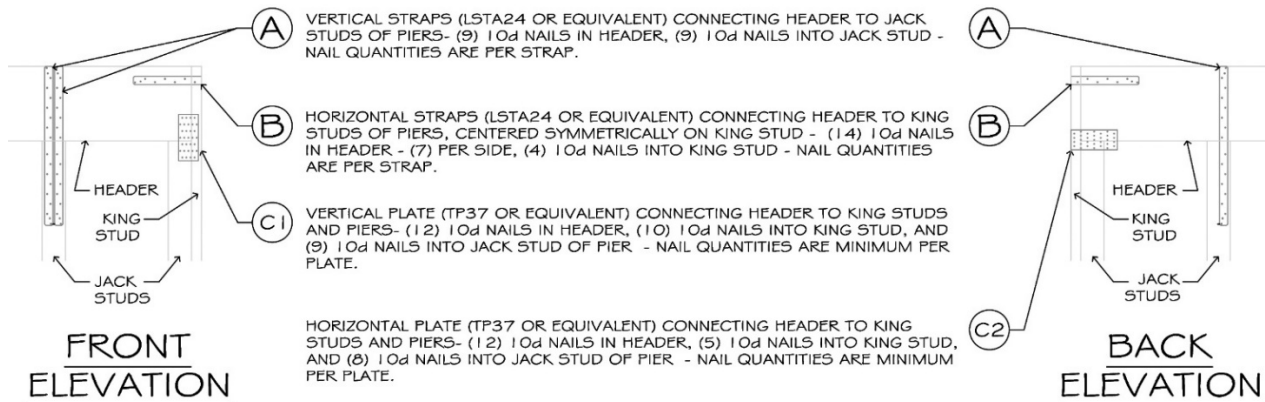 A
VERTICAL STRAPS (LSTA24 OR EQUIVALENT) CONNECTING HEADER TO JACK
STUDS OF PIERS- (9) 10d NAILS IN HEADER, (9) 10d NAILS INTO JACK STUD -
NAIL QUANTITIES ARE PER STRAP.
B
HORIZONTAL STRAPS (LSTA24 OR EQUIVALENT) CONNECTING HEADER TO KING
STUDS OF PIERS, CENTERED SYMMETRICALLY ON KING STUD - (14) 10d NAILS
IN HEADER - (7) PER SIDE, (4) 10d NAILS INTO KING STUD - NAIL QUANTITIES
ARE PER STRAP.
C1
VERTICAL PLATE (TP37 OR EQUIVALENT) CONNECTING HEADER TO KING STUDS
AND PIERS- (12) 10d NAILS IN HEADER, (10) 10d NAILS INTO KING STUD, AND
(9) 10d NAILS INTO JACK STUD OF PIER - NAIL QUANTITIES ARE MINIMUM PER
PLATE.
HORIZONTAL PLATE (TP37 OR EQUIVALENT) CONNECTING HEADER TO KING
STUDS AND PIERS- (12) 10d NAILS IN HEADER, (5) 10d NAILS INTO KING STUD,
AND (8) 10d NAILS INTO JACK STUD OF PIER - NAIL QUANTITIES ARE MINIMUM
PER PLATE.
HEADER
KING
STUD
JACK
STUDS
FRONT
ELEVATION
A
B
C2
HEADER
KING
STUD
JACK
STUDS
BACK
ELEVATION